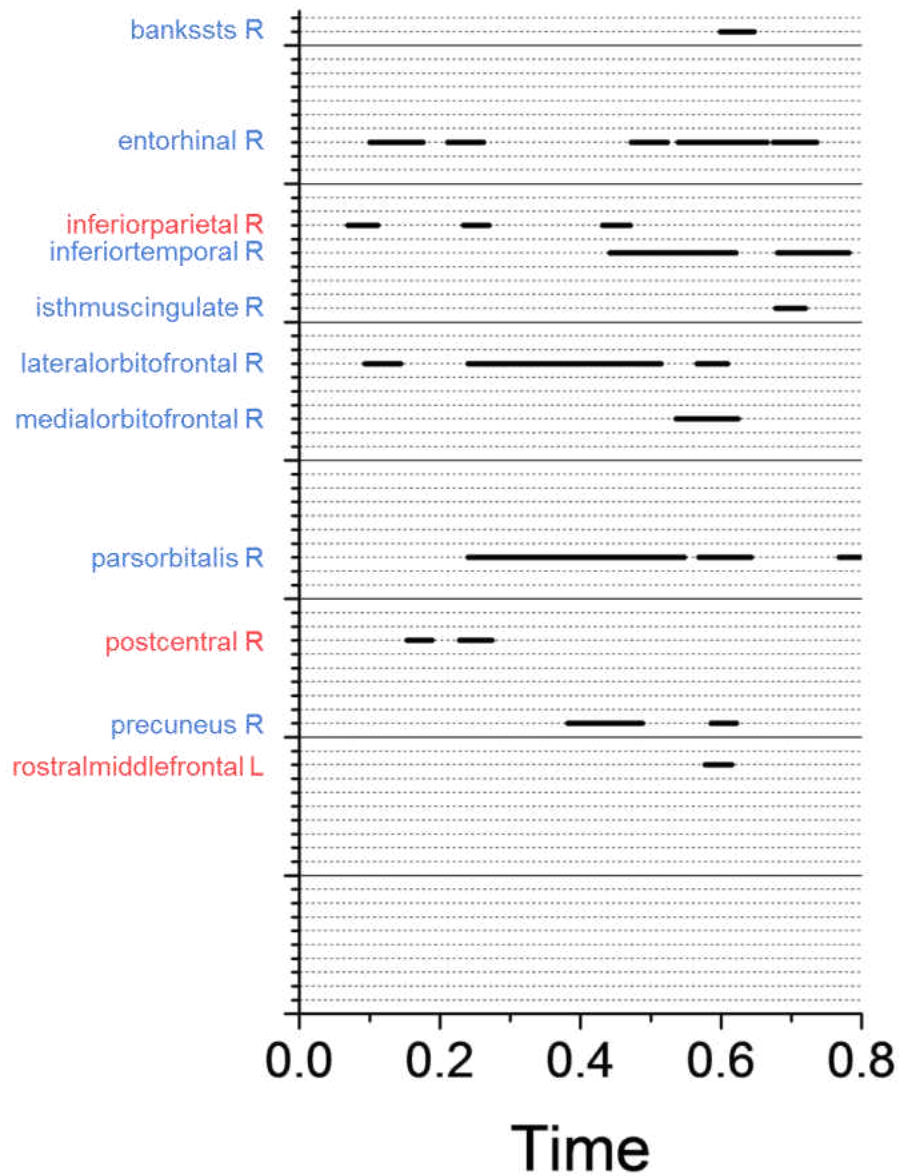 bankssts R
entorhinal R
inferiorparietal R
inferiortemporal R
isthmuscingulate R
lateralorbitofrontal R
medialorbitofrontal R
parsorbitalis R
postcentral R
precuneus R
rostralmiddlefrontal L
0.0 0.2 0.4 0.6 0.8
Time